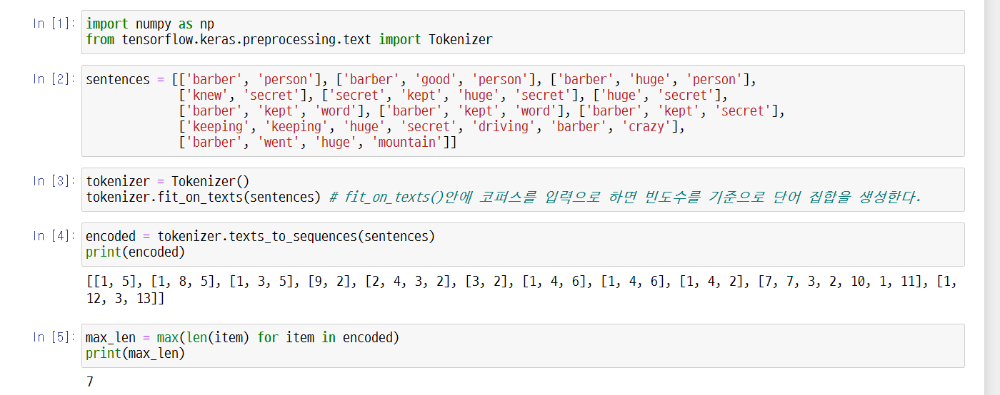 In [1]: import numpy as np
from tensorflow.keras.preprocessing.text import Tokenizer
In [2]: sentences = [['barber', 'person'], ['barber', 'good', 'person'], ['barber', 'huge', 'person'],
['knew', 'secret'], ['secret', 'kept', 'huge', 'secret'], ['huge', 'secret'],
['barber', 'kept', 'word'], ['barber', 'kept', 'word'], ['barber', 'kept', 'secret'],
['keeping', 'keeping', 'huge', 'secret', 'driving', 'barber', 'crazy'],
['barber', 'went', 'huge', 'mountain']]
In [3]: tokenizer = Tokenizer()
tokenizer.fit_on_texts(sentences) # fit_on_texts()안에 코퍼스를 입력으로 하면 빈도수를 기준으로 단어 집합을 생성한다.
In [4]: encoded = tokenizer.texts_to_sequences(sentences)
print(encoded)
[[1, 5], [1, 8, 5], [1, 3, 5], [9, 2], [2, 4, 3, 2], [3, 2], [1, 4, 6], [1, 4, 6], [1, 4, 2], [7, 7, 3, 2, 10, 1, 11], [1,
12, 3, 13]]
In [5]: max_len = max(len(item) for item in encoded)
print(max_len)
7